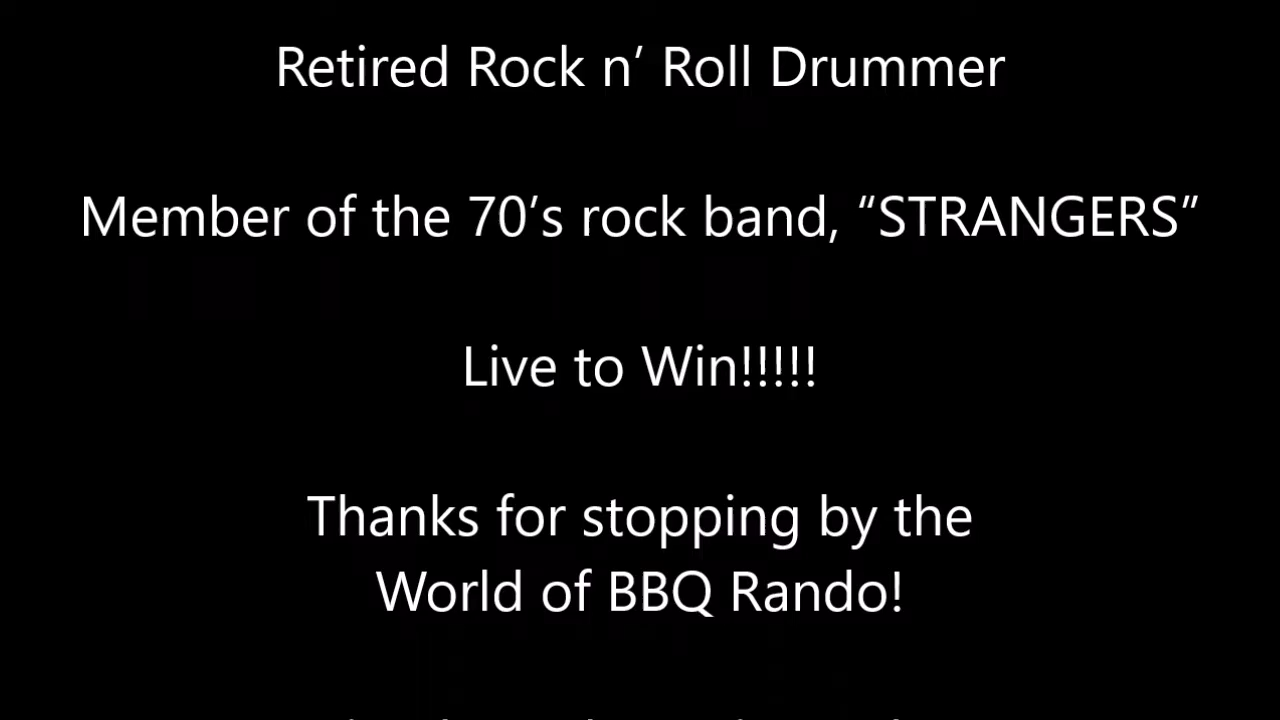 Retired Rock n’ Roll Drummer
Member of the 70’s rock band, “STRANGERS”
Live to Win!!!!!
Thanks for stopping by the
World of BBQ Rando!